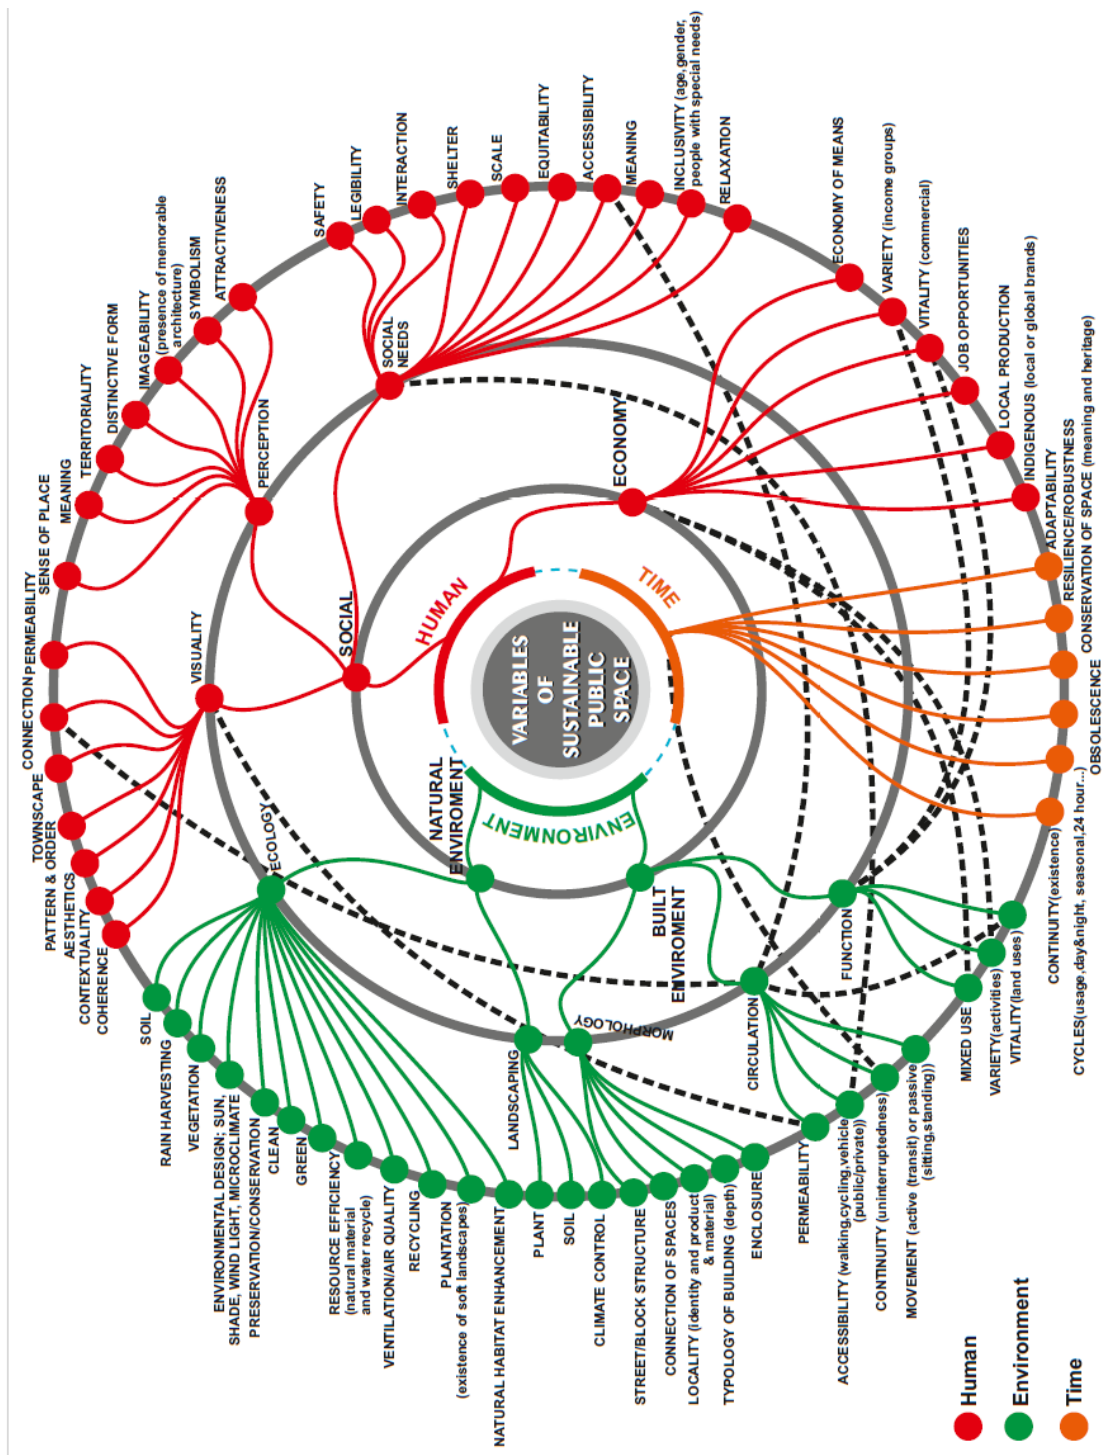 VARIABLES
OF
SUSTAINABLE
PUBLIC
SPACE
HUMAN
TIME
ENVIRONMENT
SOCIAL
ECONOMY
NATURAL
ENVIROMENT
BUILT
ENVIROMENT
VISUALITY
PERCEPTION
SOCIAL
NEEDS
ECOLOGY
LANDSCAPING
MORPHOLOGY
CIRCULATION
FUNCTION
COHERENCE
CONTEXTUALITY
AESTHETICS
PATTERN & ORDER
TOWNSCAPE
CONNECTION
PERMEABILITY
SENSE OF PLACE
MEANING
TERRITORIALITY
DISTINCTIVE FORM
IMAGEABILITY
(presence of memorable
architecture)
SYMBOLISM
ATTRACTIVENESS
SAFETY
LEGIBILITY
INTERACTION
SHELTER
SCALE
EQUITABILITY
ACCESSIBILITY
MEANING
INCLUSIVITY (age,gender,
people with special needs)
RELAXATION
ECONOMY OF MEANS
VARIETY (income groups)
VITALITY (commercial)
JOB OPPORTUNITIES
LOCAL PRODUCTION
INDIGENOUS (local or global brands)
ADAPTABILITY
RESILIENCE/ROBUSTNESS
CONSERVATION OF SPACE (meaning and heritage)
OBSOLESCENCE
CYCLES(usage,day&night, seasonal,24 hour...)
CONTINUITY(existence)
VITALITY(land uses)
VARIETY(activities)
MIXED USE
MOVEMENT (active (transit) or passive
(sitting,standing))
CONTINUITY (uninterruptedness)
ACCESSIBILITY (walking,cycling,vehicle
(public/private))
PERMEABILITY
ENCLOSURE
TYPOLOGY OF BUILDING (depth)
LOCALITY (identity and product
& material)
CONNECTION OF SPACES
STREET/BLOCK STRUCTURE
CLIMATE CONTROL
SOIL
PLANT
NATURAL HABITAT ENHANCEMENT
PLANTATION
(existence of soft landscapes)
RECYCLING
VENTILATION/AIR QUALITY
RESOURCE EFFICIENCY
(natural material
and water recycle)
GREEN
CLEAN
PRESERVATION/CONSERVATION
ENVIRONMENTAL DESIGN; SUN,
SHADE, WIND LIGHT, MICROCLIMATE
VEGETATION
RAIN HARVESTING
SOIL
Human
Environment
Time